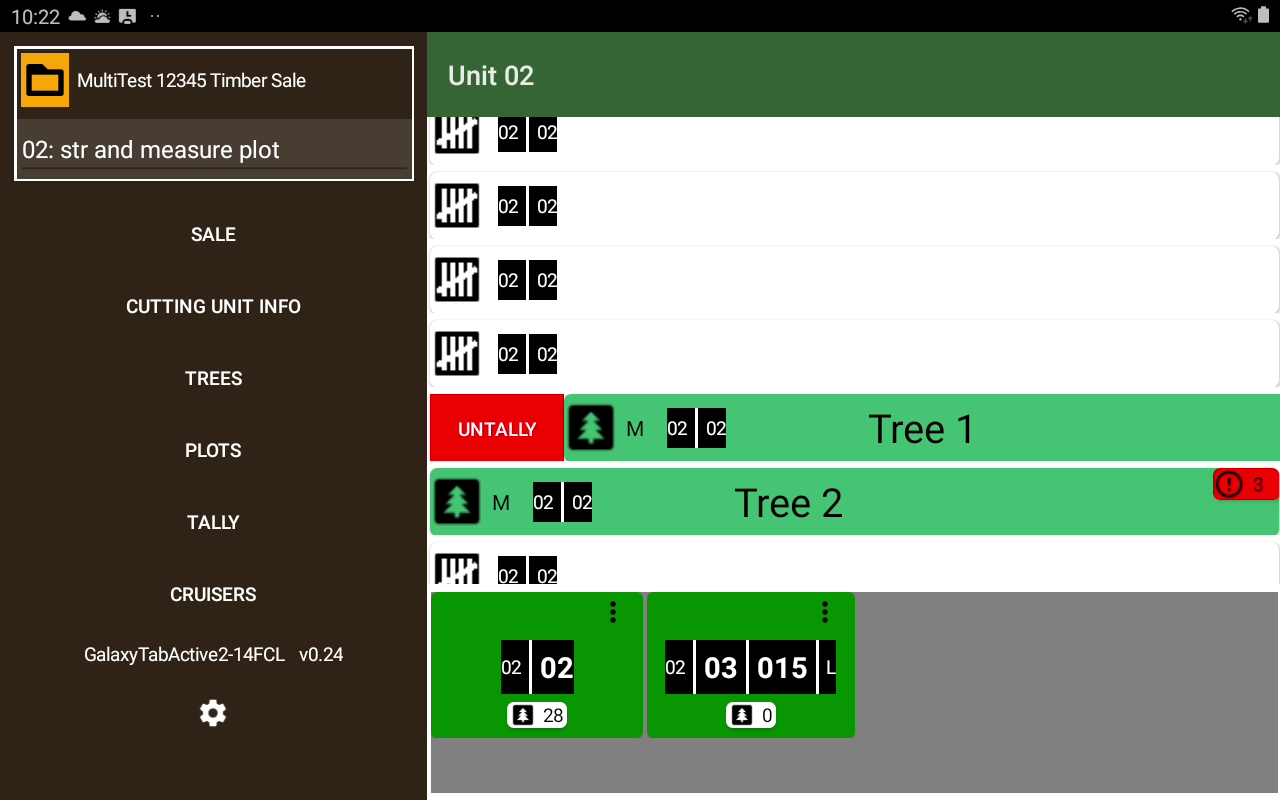 10:22
MultiTest 12345 Timber Sale
02: str and measure plot
SALE
CUTTING UNIT INFO
TREES
PLOTS
TALLY
CRUISERS
GalaxyTabActive2-14FCL v0.24
Unit 02
02 02
02 02
02 02
02 02
UNTALLY M 02 02 Tree 1
M 02 02 Tree 2 3
02 02
02 02
28
02 03 015 L
0